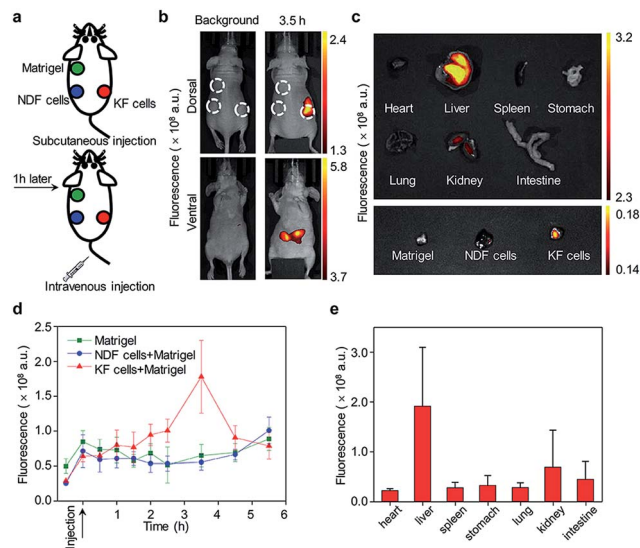 a
Matrigel
NDF cells
KF cells
Subcutaneous injection
1h later
Intravenous injection
b
Background
3.5 h
Dorsal
Ventral
Fluorescence ( × 10⁸ a.u.)
2.4
1.3
5.8
3.7
c
Fluorescence ( × 10⁸ a.u.)
Heart
Liver
Spleen
Stomach
Lung
Kidney
Intestine
3.2
2.3
Matrigel
NDF cells
KF cells
0.18
0.14
d
Fluorescence ( × 10⁸ a.u.)
2.5
2.0
1.5
1.0
0.5
0.0
Matrigel
NDF cells+Matrigel
KF cells+Matrigel
1 2 3 4 5 6
Time (h)
Injection
e
Fluorescence ( × 10⁸ a.u.)
3.0
2.0
1.0
0.0
heart
liver
spleen
stomach
lung
kidney
intestine